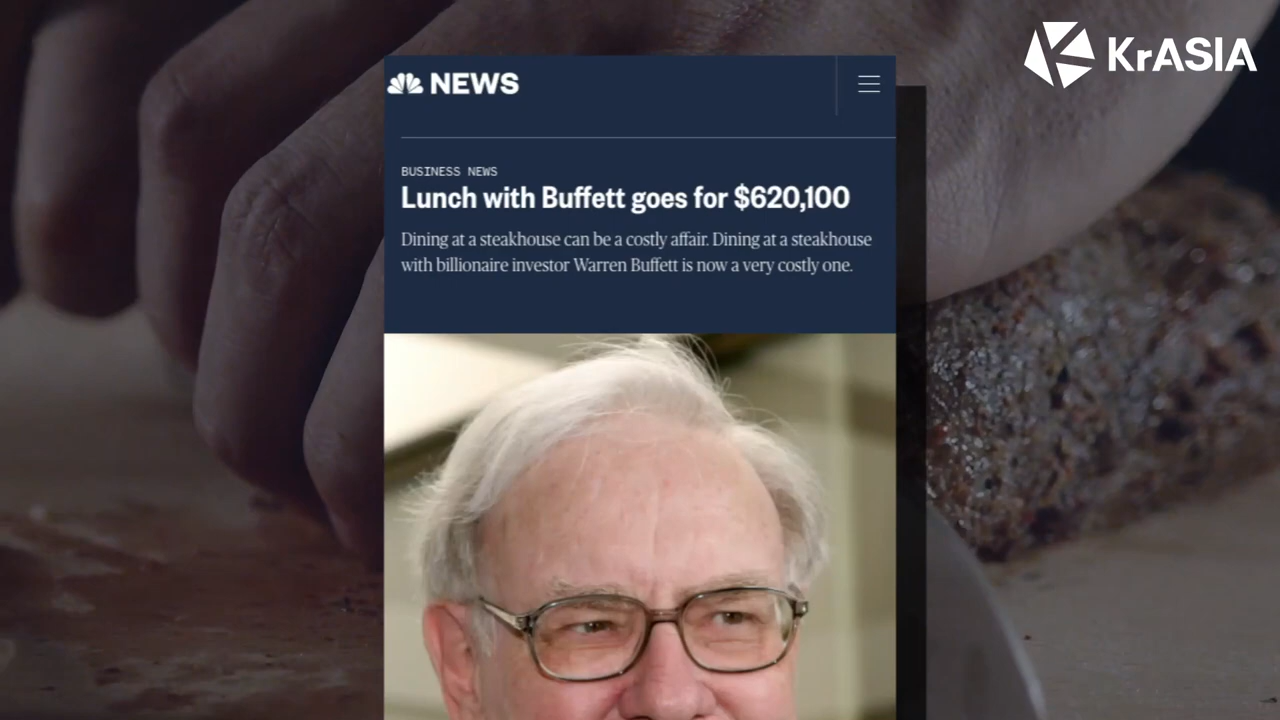 KrASIA
NEWS
BUSINESS NEWS
Lunch with Buffett goes for $620,100
Dining at a steakhouse can be a costly affair. Dining at a steakhouse
with billionaire investor Warren Buffett is now a very costly one.